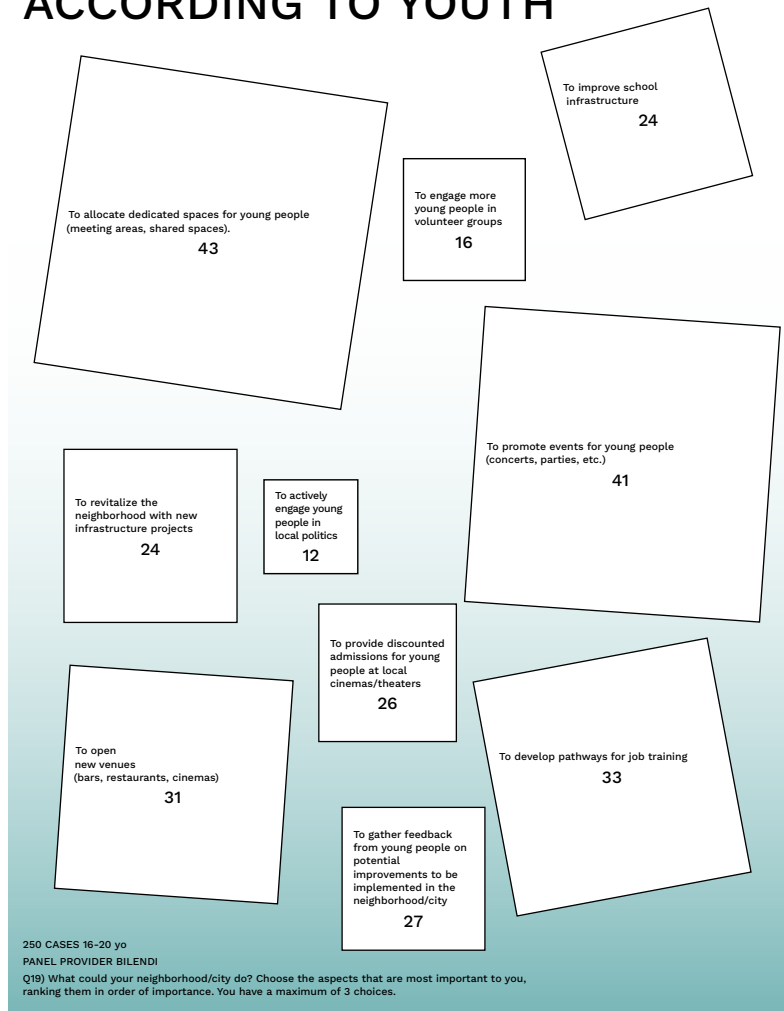 ACCORDING TO YOUTH
To improve school
infrastructure
24
To allocate dedicated spaces for young people
(meeting areas, shared spaces).
43
To engage more
young people in
volunteer groups
16
To promote events for young people
(concerts, parties, etc.)
41
To revitalize the
neighborhood with new
infrastructure projects
24
To actively
engage young
people in
local politics
12
To provide discounted
admissions for young
people at local
cinemas/theaters
26
To open
new venues
(bars, restaurants, cinemas)
31
To develop pathways for job training
33
To gather feedback
from young people on
potential
improvements to be
implemented in the
neighborhood/city
27
250 CASES 16-20 yo
PANEL PROVIDER BILENDI
Q19) What could your neighborhood/city do? Choose the aspects that are most important to you,
ranking them in order of importance. You have a maximum of 3 choices.